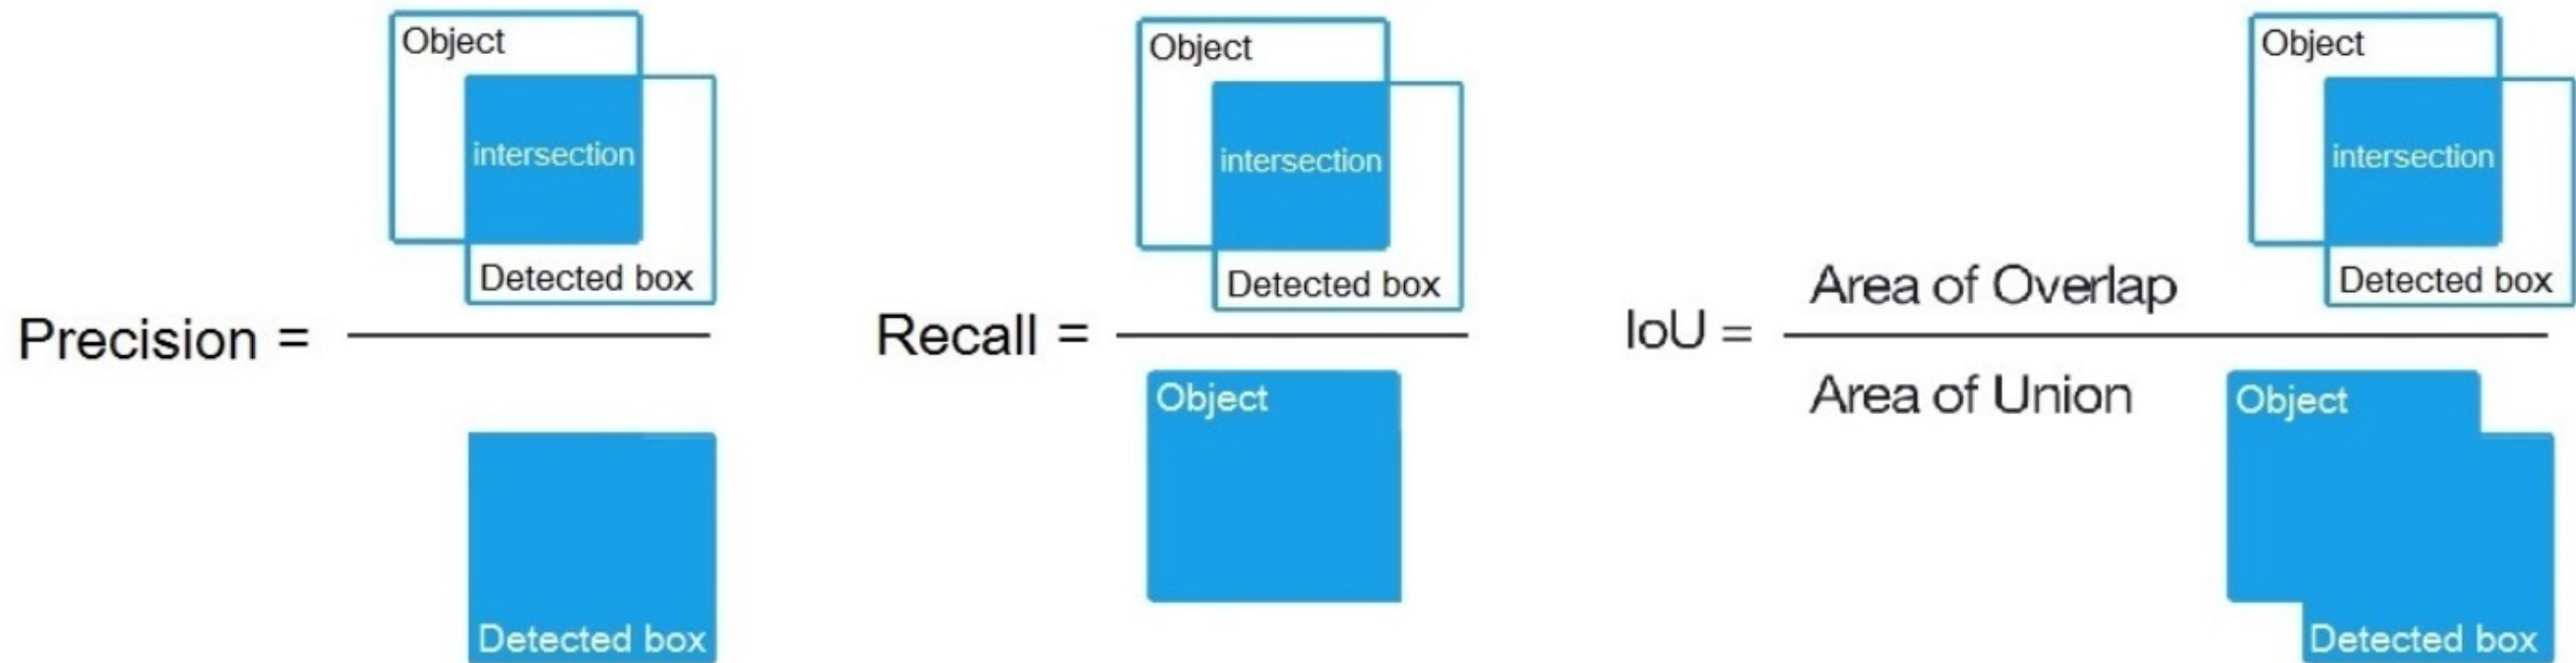 Object
intersection
Detected box
Precision =
Detected box
Object
intersection
Detected box
Recall =
Object
Object
intersection
Detected box
IoU =
Area of Overlap
Area of Union
Object
Detected box